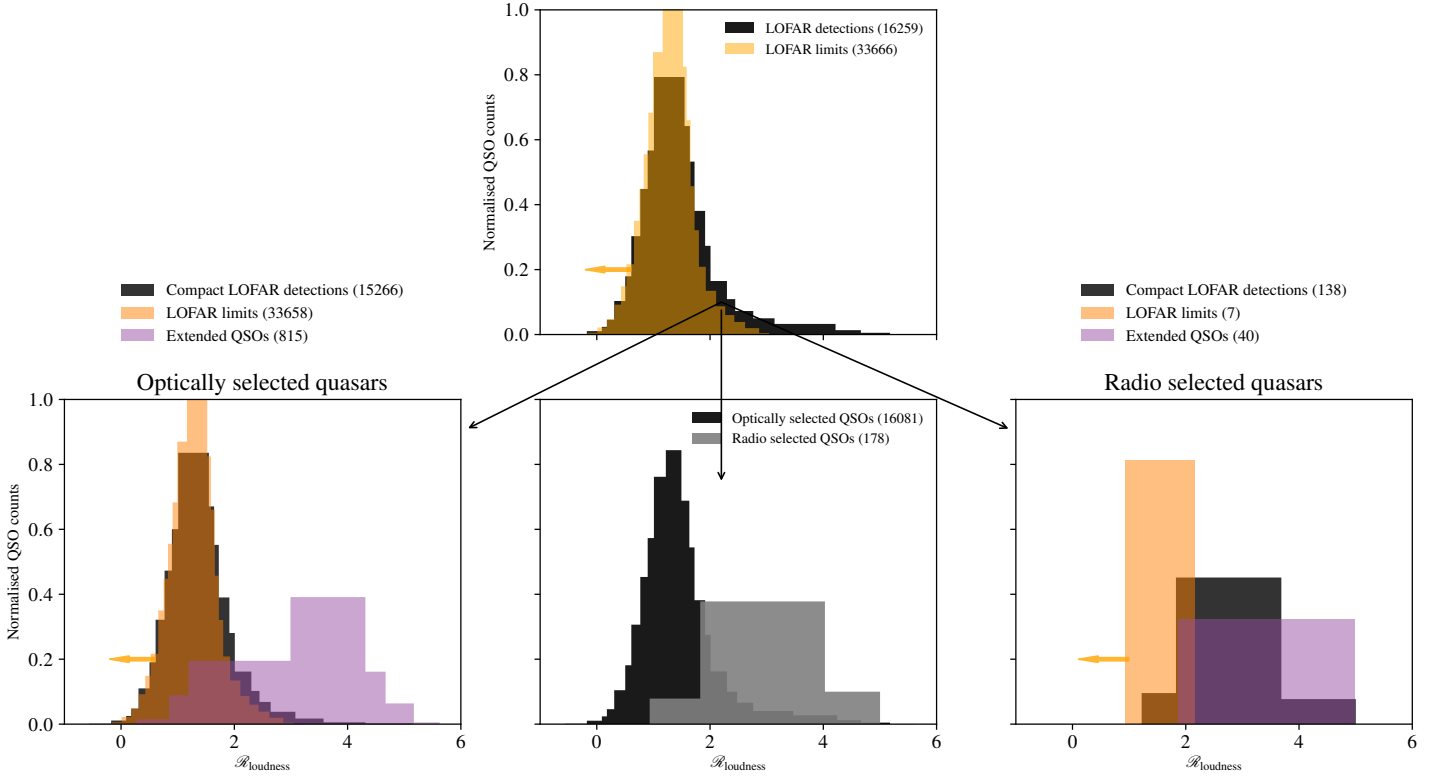 1.0
0.8
0.6
0.4
0.2
0.0
Normalised QSO counts
LOFAR detections (16259)
LOFAR limits (33666)
0
2
4
6
Compact LOFAR detections (15266)
LOFAR limits (33658)
Extended QSOs (815)
Compact LOFAR detections (138)
LOFAR limits (7)
Extended QSOs (40)
Optically selected quasars
1.0
0.8
0.6
0.4
0.2
0.0
Normalised QSO counts
0
2
4
6
ℛloudness
Optically selected QSOs (16081)
Radio selected QSOs (178)
0
2
4
6
ℛloudness
Radio selected quasars
0
2
4
6
ℛloudness